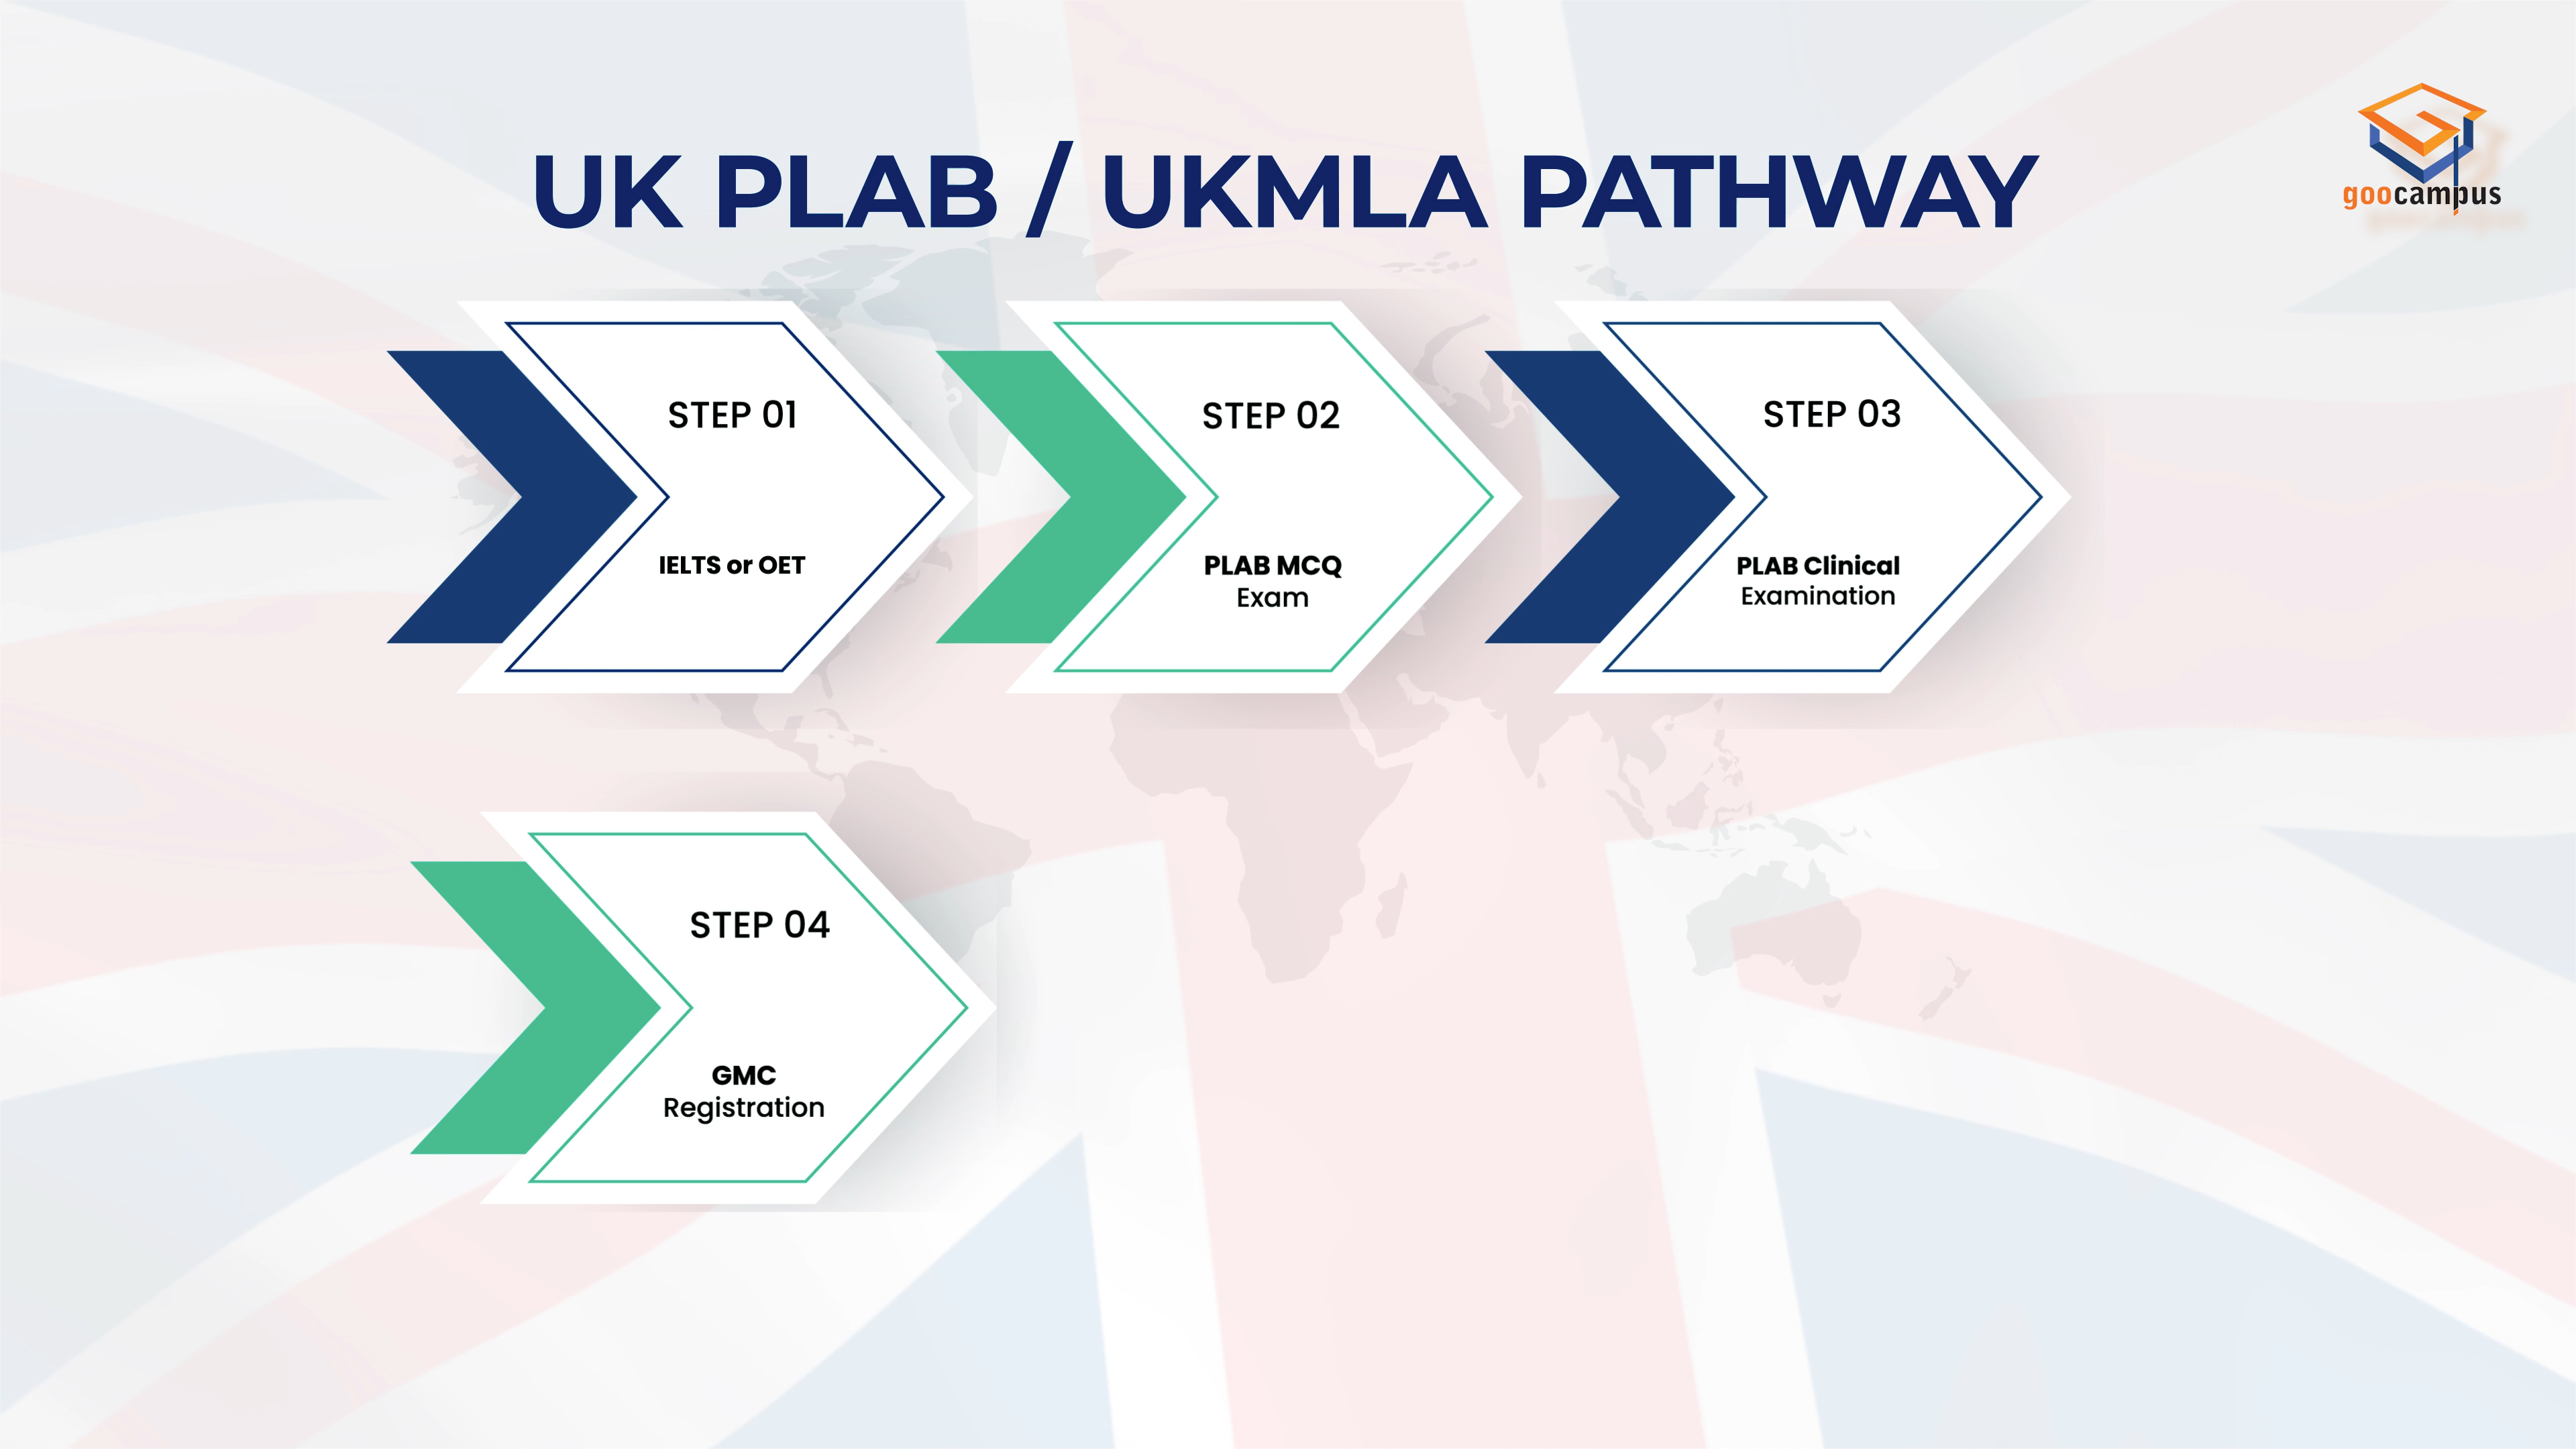 UK PLAB / UKMLA PATHWAY
goocampus
STEP 01
IELTS or OET
STEP 02
PLAB MCQ
Exam
STEP 03
PLAB Clinical
Examination
STEP 04
GMC
Registration